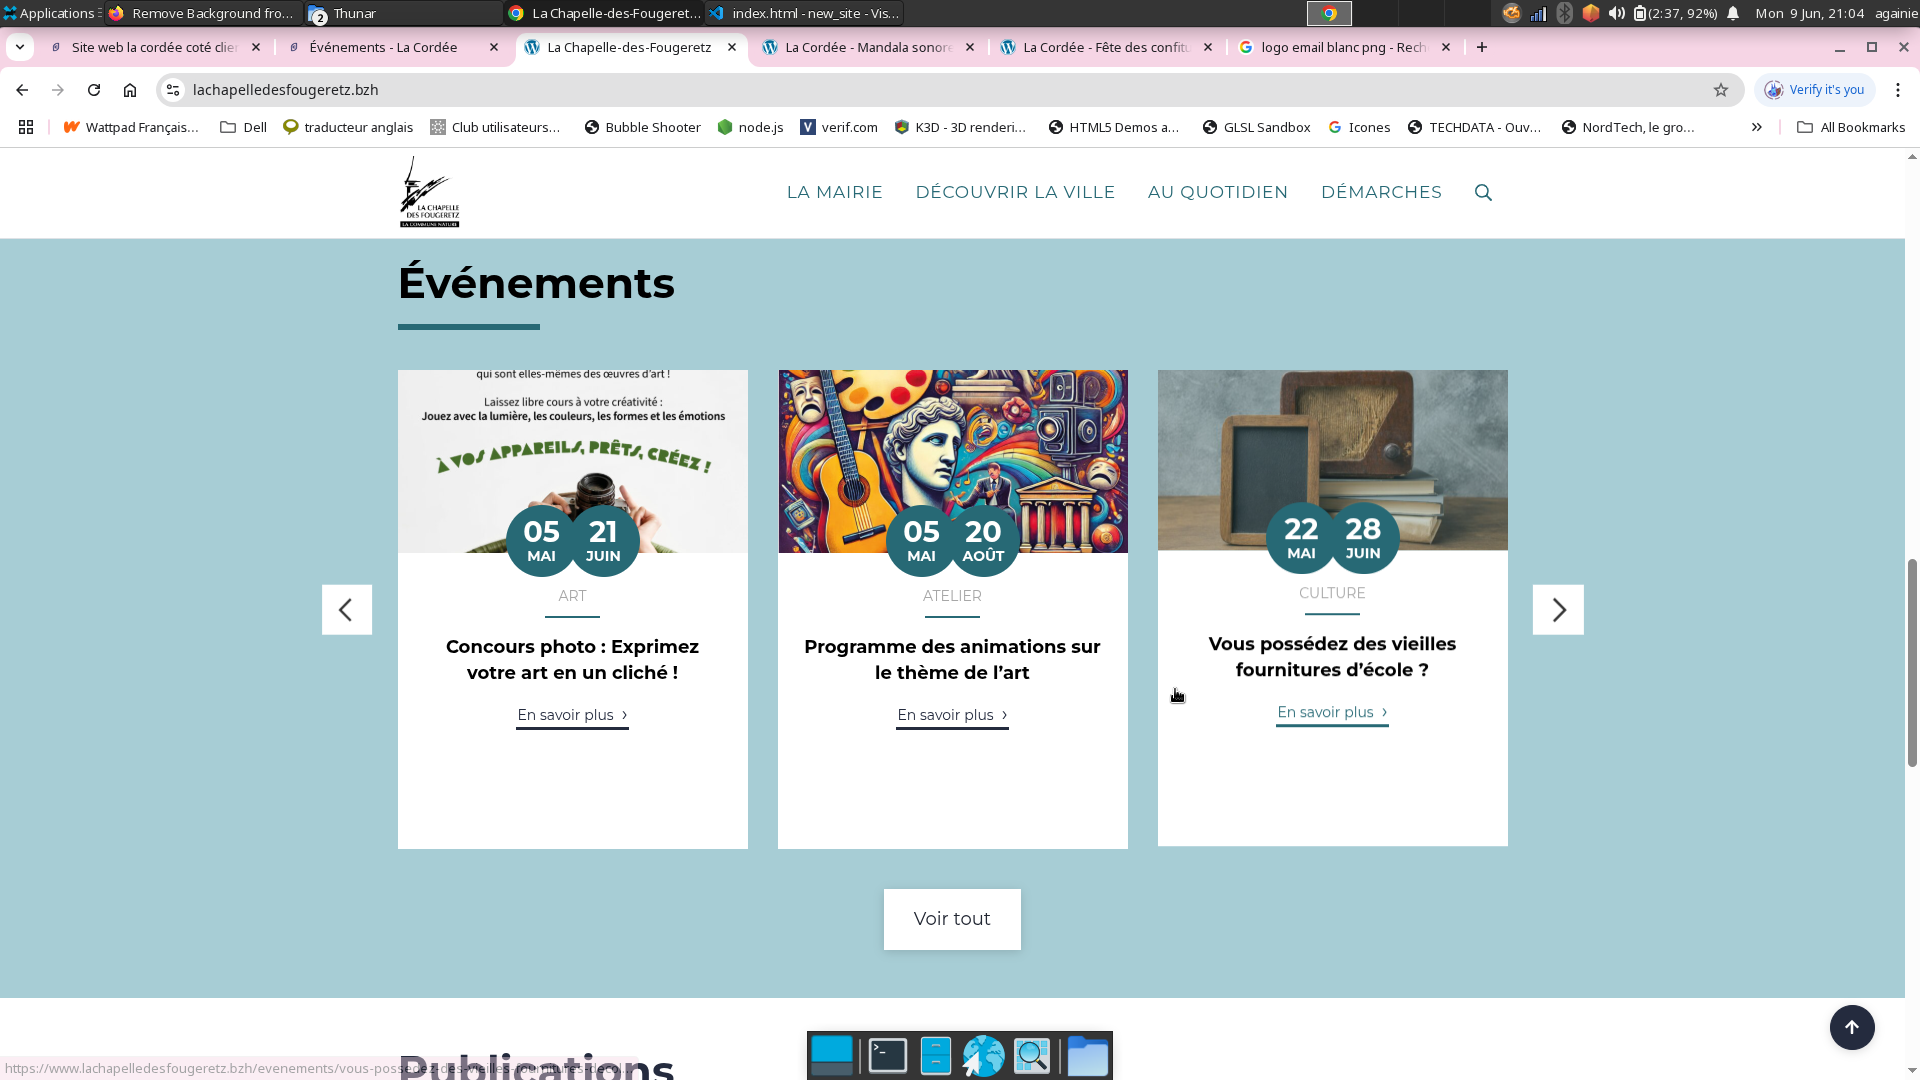 Applications
Remove Background fro...
2
Thunar
La Chapelle-des-Fougeret...
index.html - new_site - Vis...
(2:37, 92%)
Mon 9 Jun, 21:04
againie
Site web la cordée coté clie
Événements - La Cordée
La Chapelle-des-Fougeretz
La Cordée - Mandala sonore
La Cordée - Fête des confitu
logo email blanc png - Rech
lachapelledesfougeretz.bzh
Verify it's you
Wattpad Français...
Dell
traducteur anglais
Club utilisateurs...
Bubble Shooter
node.js
verif.com
K3D - 3D renderi...
HTML5 Demos a...
GLSL Sandbox
Icones
TECHDATA - Ouv...
NordTech, le gro...
All Bookmarks
LA CHAPELLE
DES FOUGERETZ
LA COMMUNE NATURE
LA MAIRIE
DÉCOUVRIR LA VILLE
AU QUOTIDIEN
DÉMARCHES
Événements
qui sont elles-mêmes des œuvres d'art !
Laissez libre cours à votre créativité :
Jouez avec la lumière, les couleurs, les formes et les émotions
À VOS APPAREILS, PRÊTS, CRÉEZ !
05 MAI
21 JUIN
ART
Concours photo : Exprimez
votre art en un cliché !
En savoir plus
05 MAI
20 AOÛT
ATELIER
Programme des animations sur
le thème de l'art
En savoir plus
22 MAI
28 JUIN
CULTURE
Vous possédez des vieilles
fournitures d'école ?
En savoir plus
Voir tout
Publications
https://www.lachapelledesfougeretz.bzh/evenements/vous-possedez-des-vieilles-fournitures-deco...